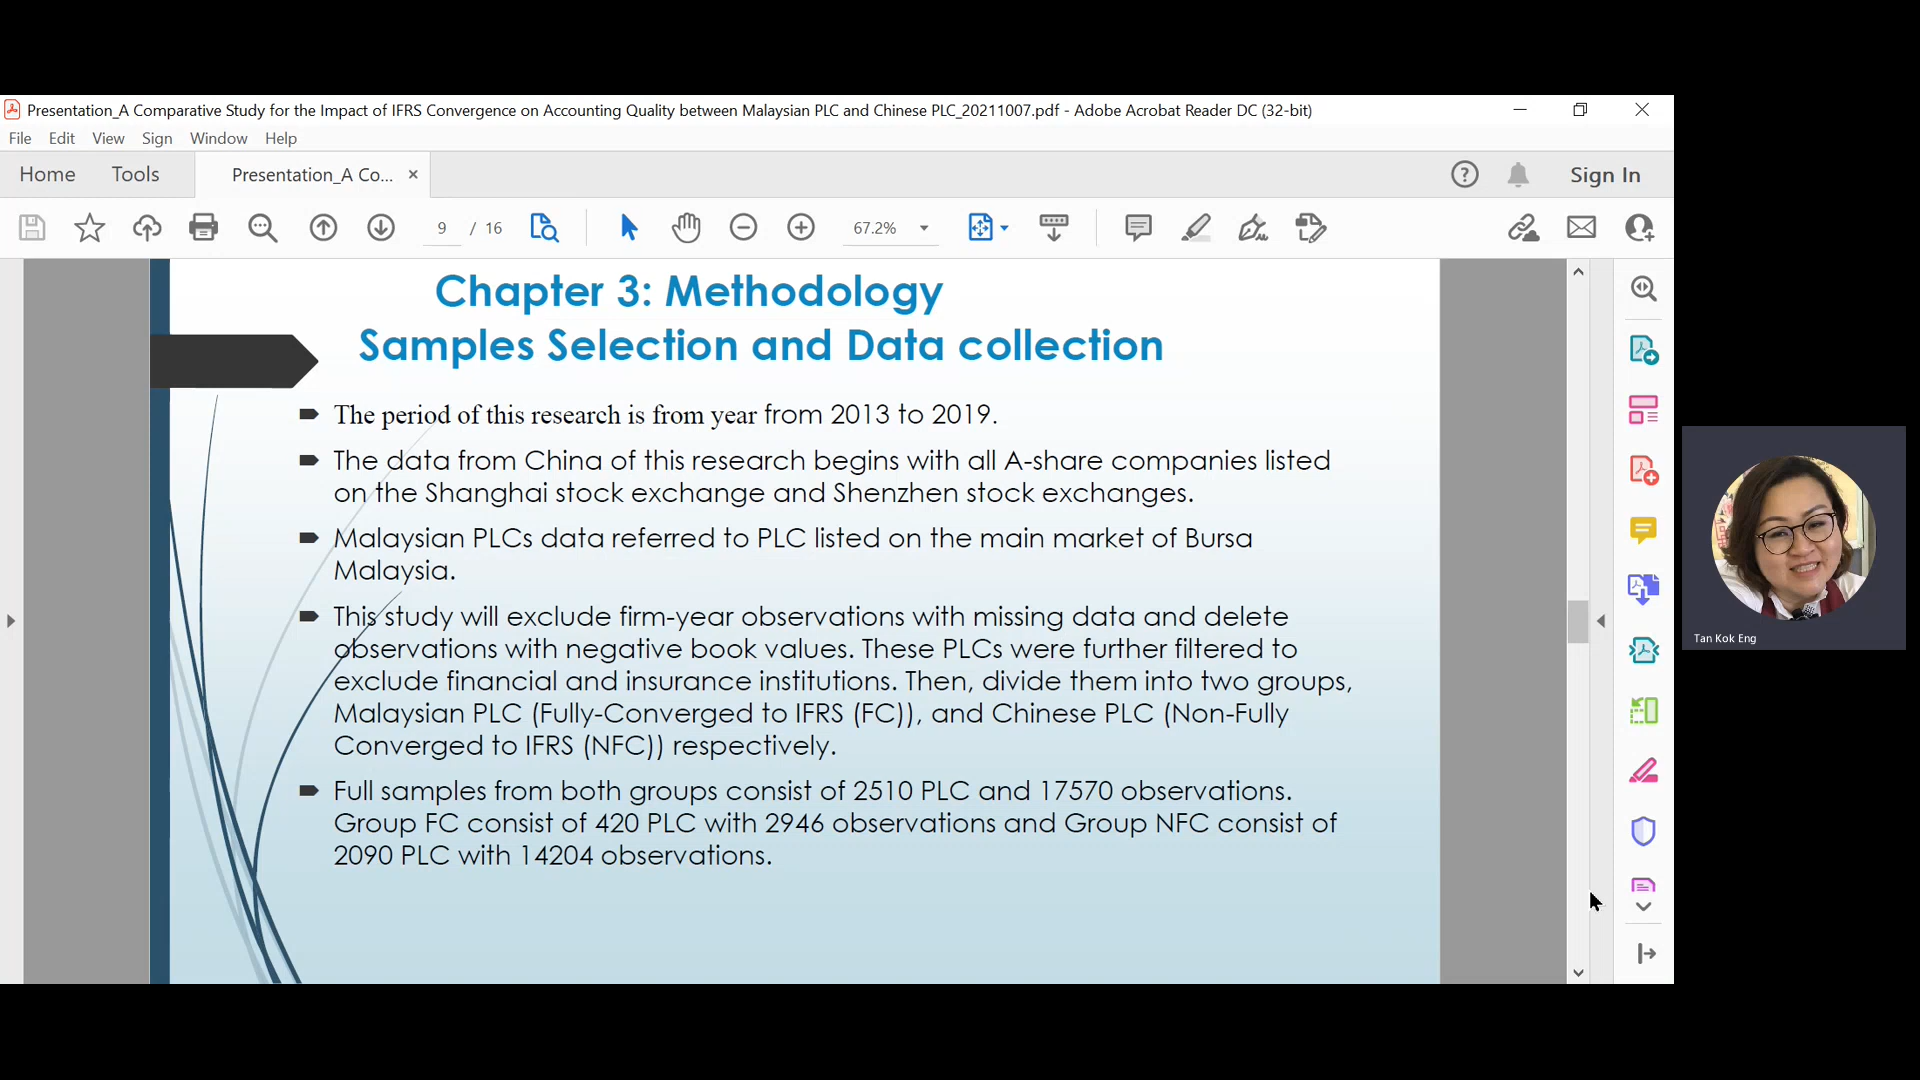 Presentation_A Comparative Study for the Impact of IFRS Convergence on Accounting Quality between Malaysian PLC and Chinese PLC_20211007.pdf - Adobe Acrobat Reader DC (32-bit)
File Edit View Sign Window Help
Home Tools Presentation_A Co... × Sign In
9 / 16 67.2%
Chapter 3: Methodology
Samples Selection and Data collection
The period of this research is from year from 2013 to 2019.
The data from China of this research begins with all A-share companies listed
on the Shanghai stock exchange and Shenzhen stock exchanges.
Malaysian PLCs data referred to PLC listed on the main market of Bursa
Malaysia.
This study will exclude firm-year observations with missing data and delete
observations with negative book values. These PLCs were further filtered to
exclude financial and insurance institutions. Then, divide them into two groups,
Malaysian PLC (Fully-Converged to IFRS (FC)), and Chinese PLC (Non-Fully
Converged to IFRS (NFC)) respectively.
Full samples from both groups consist of 2510 PLC and 17570 observations.
Group FC consist of 420 PLC with 2946 observations and Group NFC consist of
2090 PLC with 14204 observations.
Tan Kok Eng